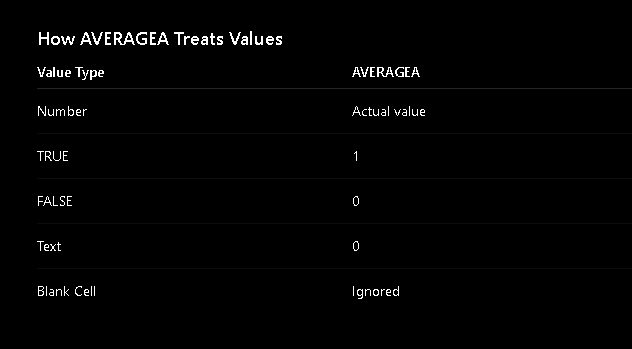 How AVERAGEA Treats Values
Value Type AVERAGEA
Number Actual value
TRUE 1
FALSE 0
Text 0
Blank Cell Ignored